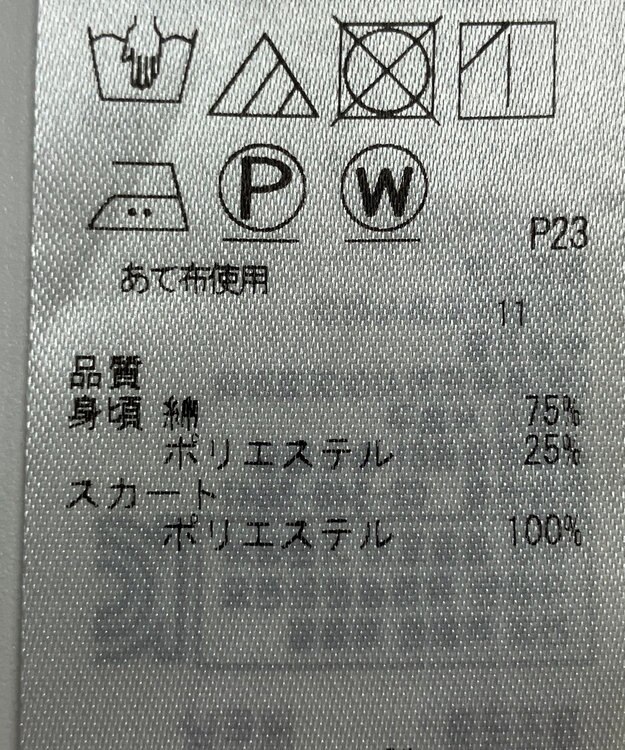 P W
P23
あて布使用
11
品質
身頃 綿 75%
ポリエステル 25%
スカート
ポリエステル 100%